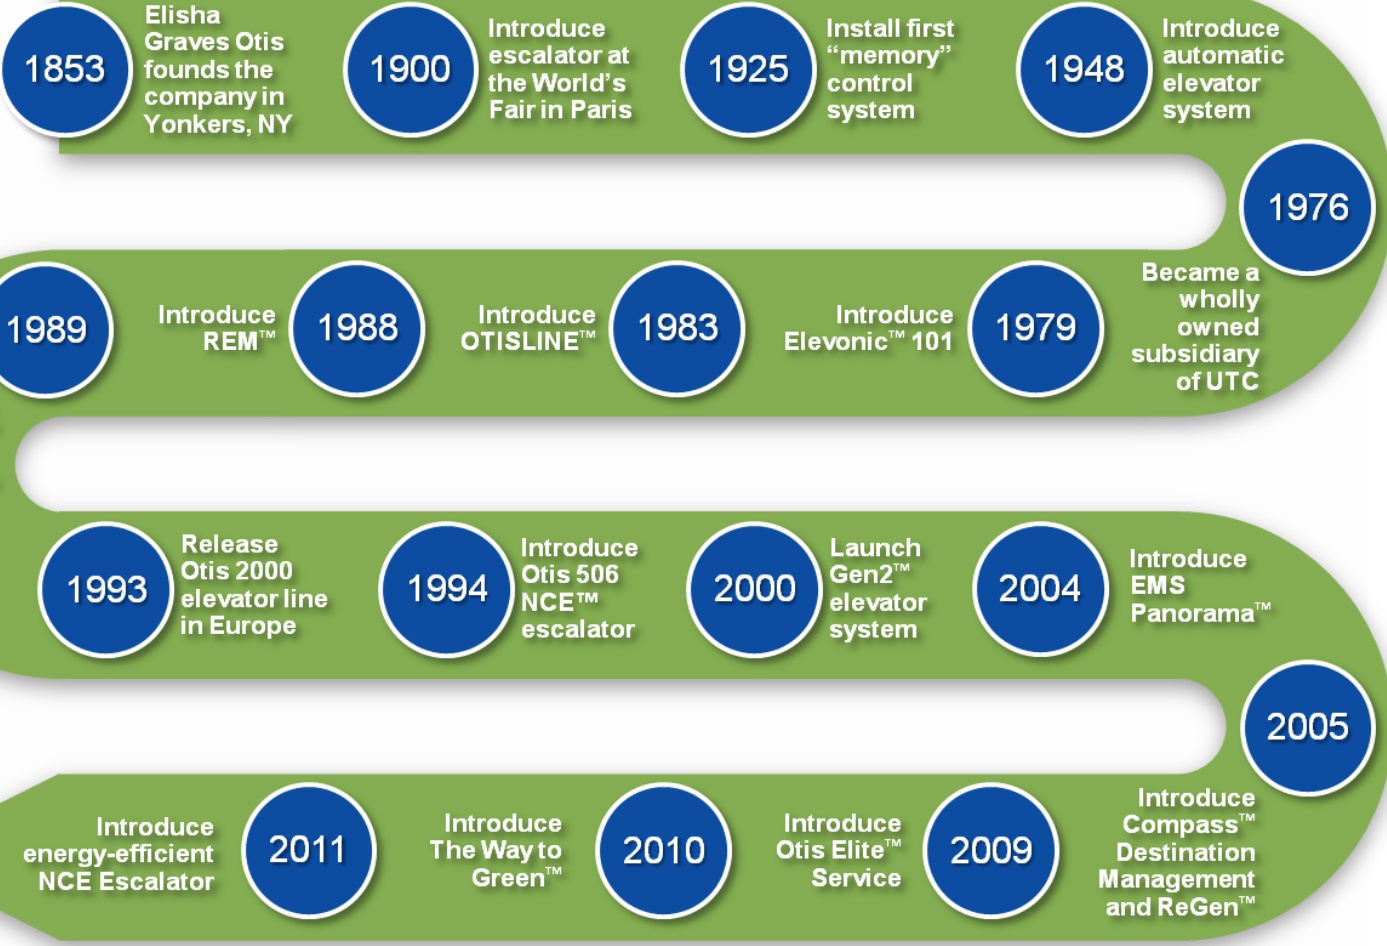 1853
Elisha
Graves Otis
founds the
company in
Yonkers, NY
1900
Introduce
escalator at
the World’s
Fair in Paris
1925
Install first
“memory”
control
system
1948
Introduce
automatic
elevator
system
1976
Became a
wholly
owned
subsidiary
of UTC
1979
Introduce
Elevonic™ 101
1983
Introduce
OTISLINE™
1988
Introduce
REM™
1989
1993
Release
Otis 2000
elevator line
in Europe
1994
Introduce
Otis 506
NCE™
escalator
2000
Launch
Gen2™
elevator
system
2004
Introduce
EMS
Panorama™
2005
Introduce
Compass™
Destination
Management
and ReGen™
2009
Introduce
Otis Elite™
Service
2010
Introduce
The Way to
Green™
2011
Introduce
energy-efficient
NCE Escalator